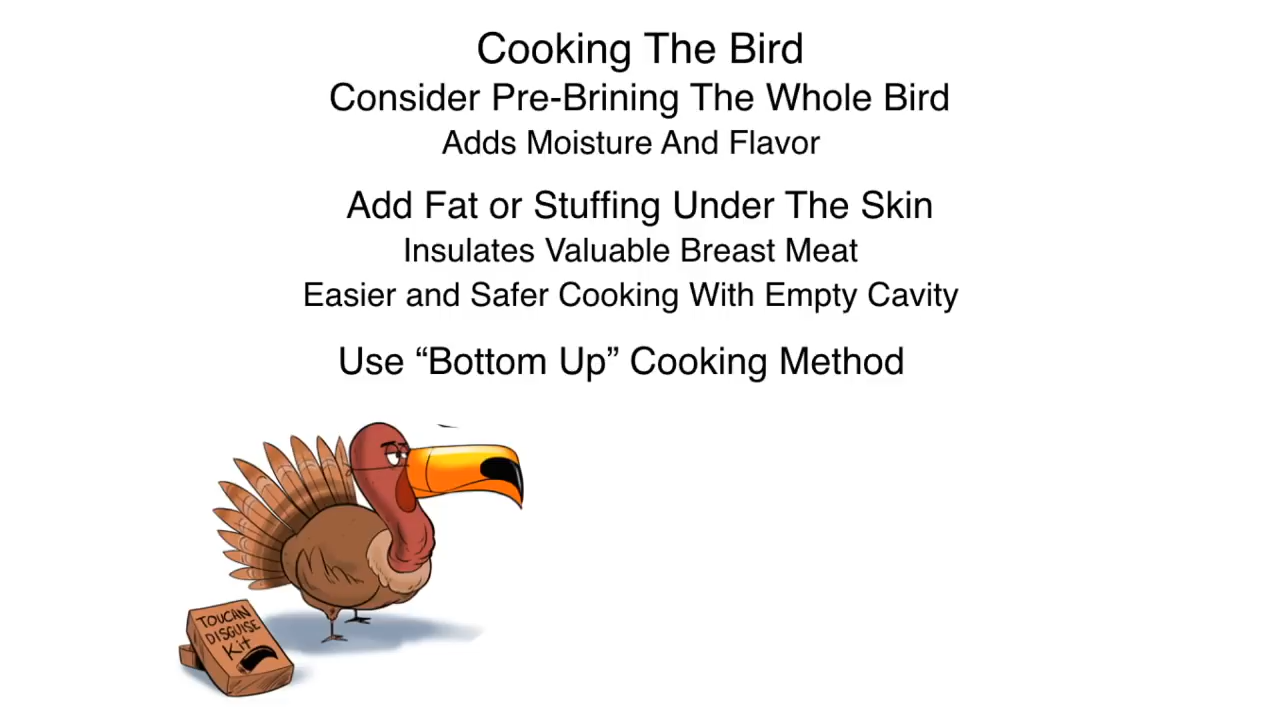 Cooking The Bird
Consider Pre-Brining The Whole Bird
Adds Moisture And Flavor
Add Fat or Stuffing Under The Skin
Insulates Valuable Breast Meat
Easier and Safer Cooking With Empty Cavity
Use “Bottom Up” Cooking Method
TOUCAN
DISGUISE
Kit